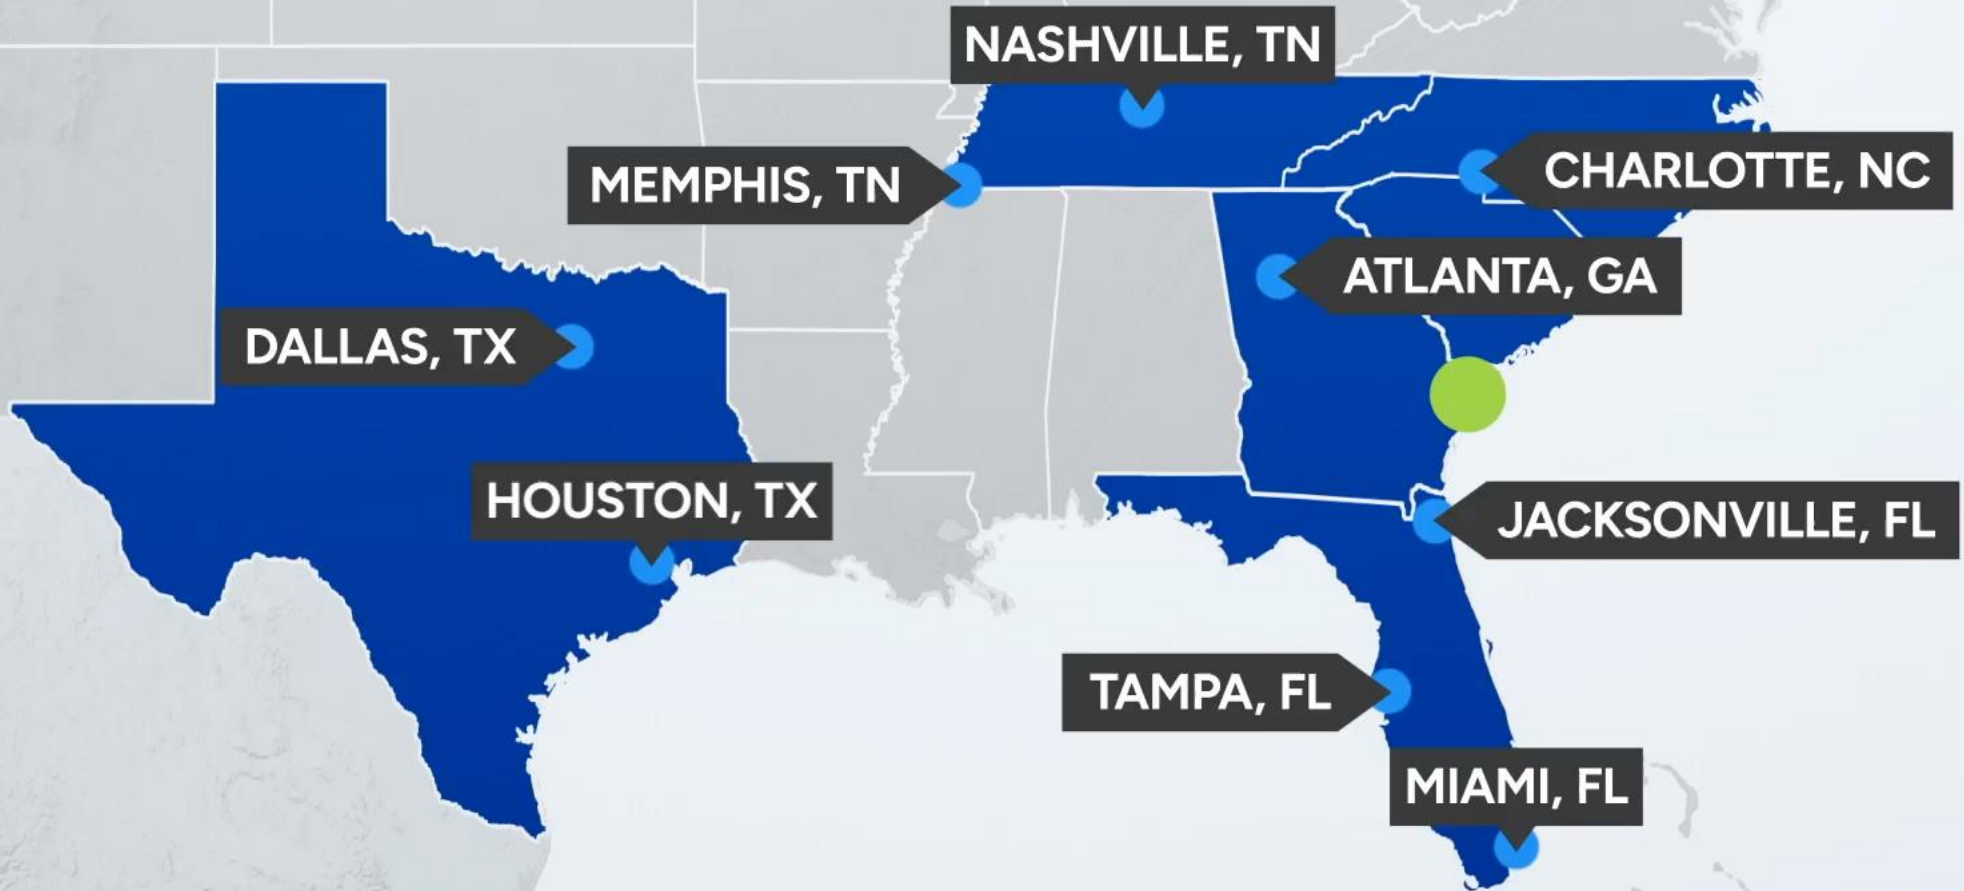 NASHVILLE, TN
MEMPHIS, TN
CHARLOTTE, NC
ATLANTA, GA
DALLAS, TX
HOUSTON, TX
JACKSONVILLE, FL
TAMPA, FL
MIAMI, FL